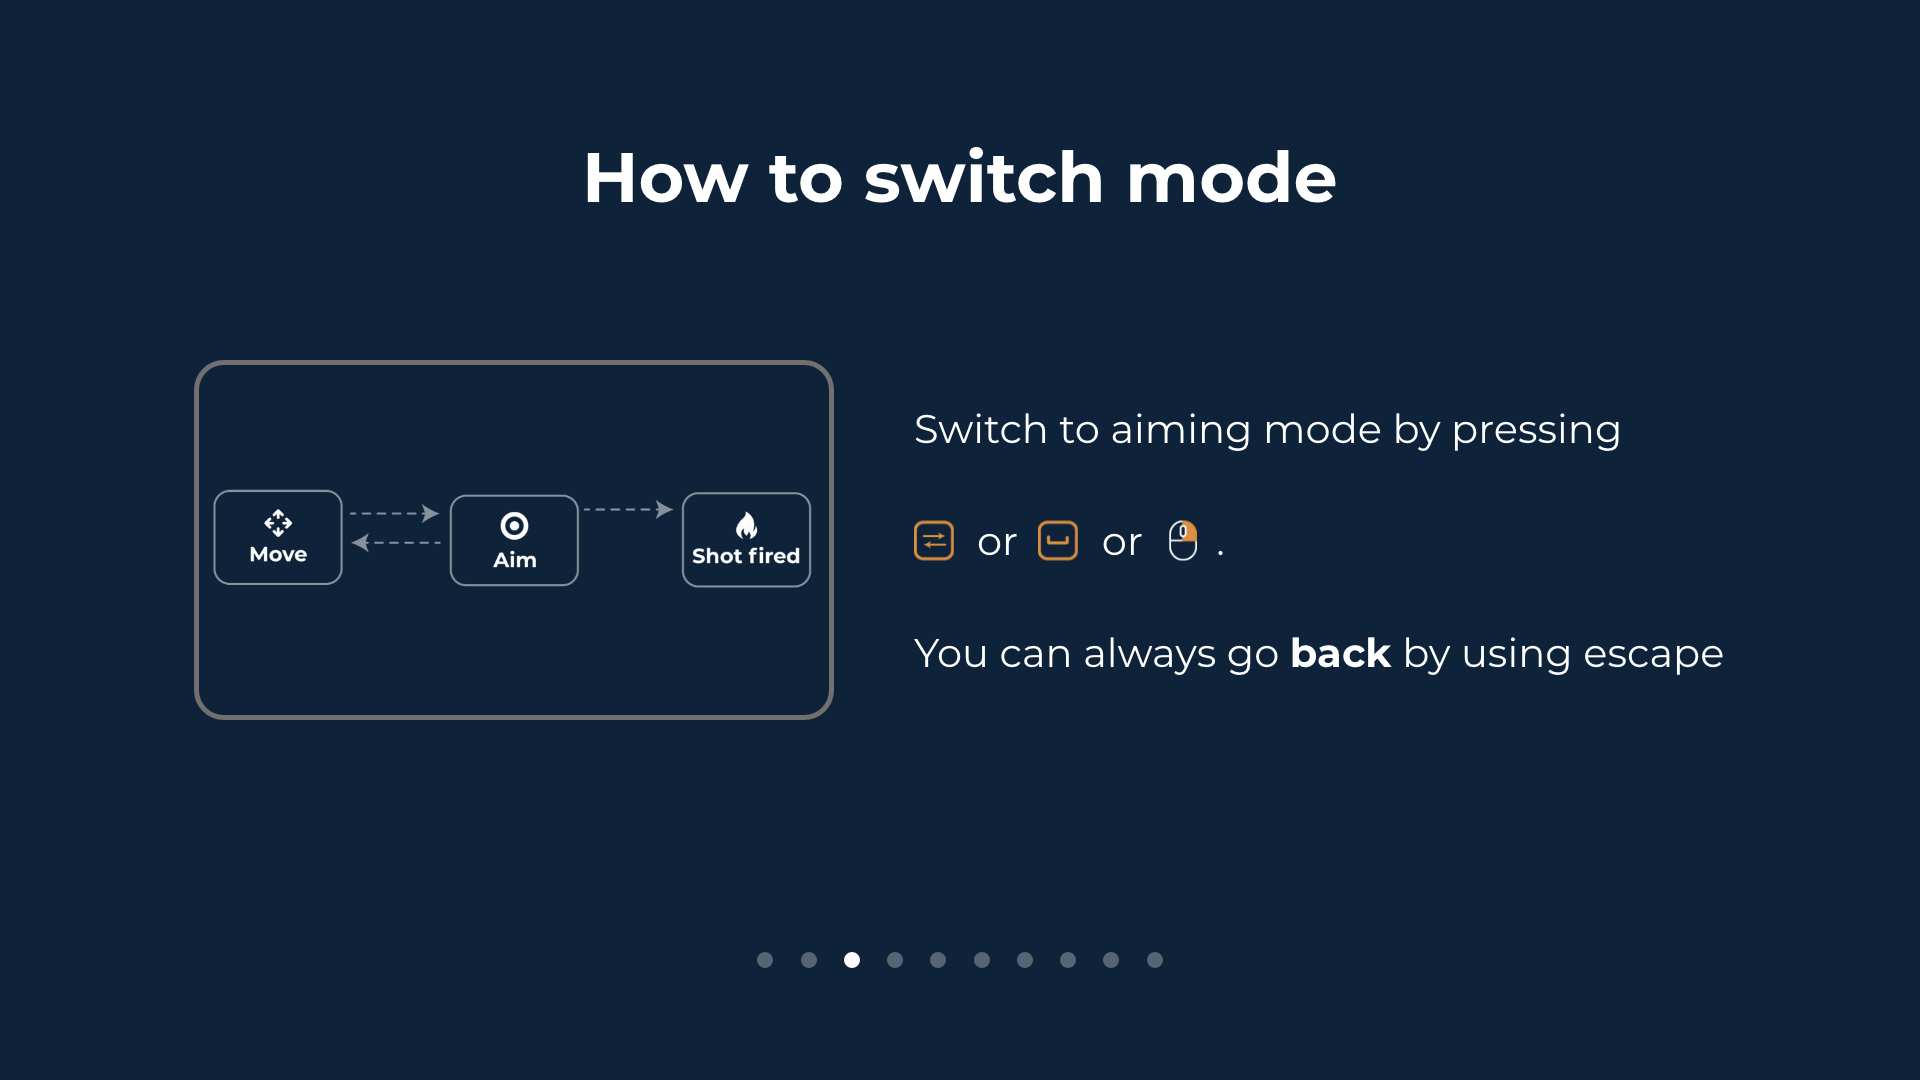 How to switch mode
Move
Aim
Shot fired
Switch to aiming mode by pressing
or or .
You can always go back by using escape